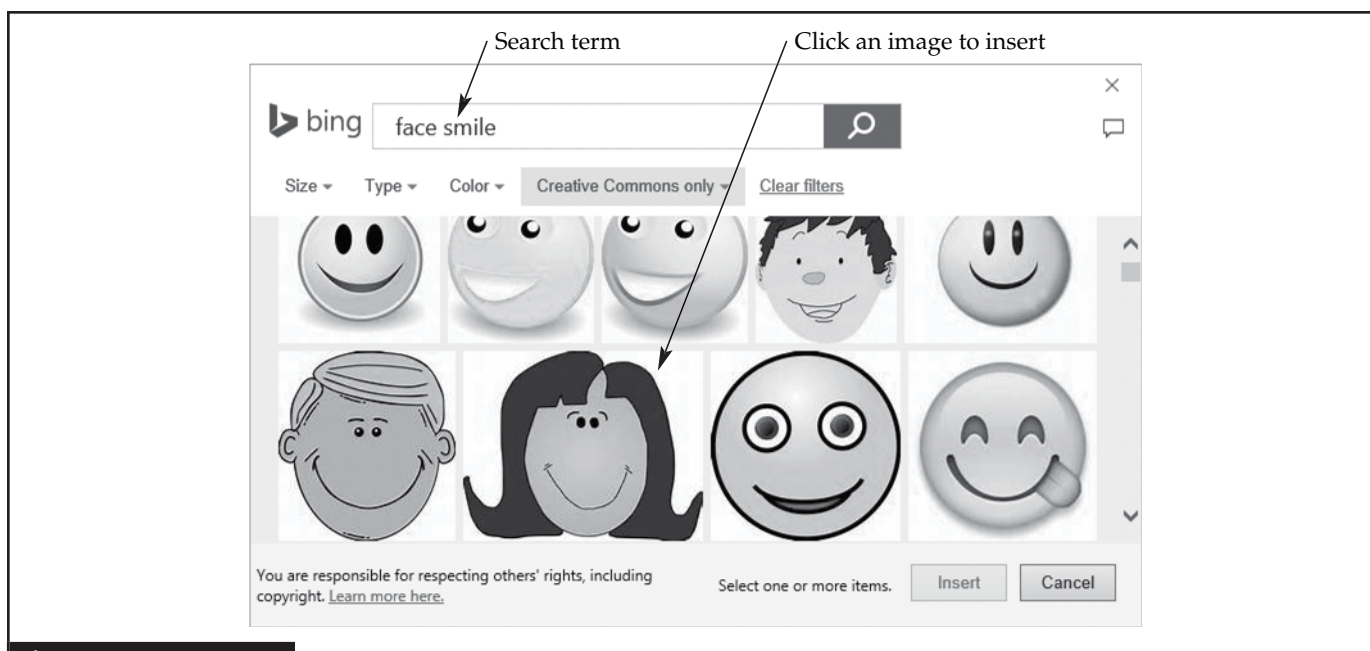 Search term Click an image to insert
bing face smile
Size Type Color Creative Commons only Clear filters
You are responsible for respecting others' rights, including
copyright. Learn more here.
Select one or more items. Insert Cancel